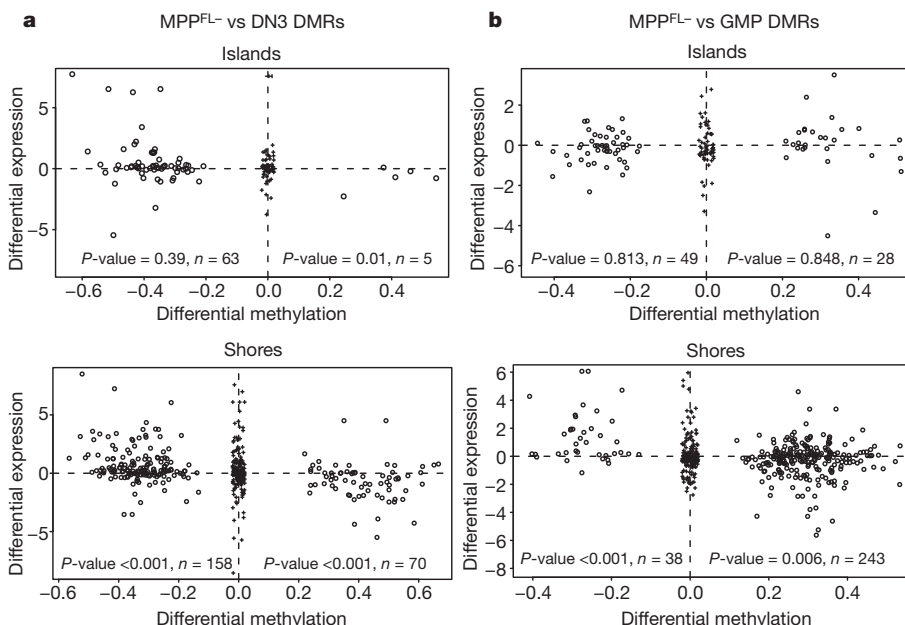 a MPPFL– vs DN3 DMRs
Islands
Differential expression
5
0
−5
P-value = 0.39, n = 63
P-value = 0.01, n = 5
−0.6 −0.4 −0.2 0.0 0.2 0.4
Differential methylation
Shores
Differential expression
5
0
−5
P-value <0.001, n = 158
P-value <0.001, n = 70
−0.6 −0.4 −0.2 0.0 0.2 0.4 0.6
Differential methylation
b MPPFL– vs GMP DMRs
Islands
Differential expression
2
0
−2
−4
−6
P-value = 0.813, n = 49
P-value = 0.848, n = 28
−0.4 −0.2 0.0 0.2 0.4
Differential methylation
Shores
Differential expression
6
4
2
0
−2
−4
−6
−8
P-value <0.001, n = 38
P-value = 0.006, n = 243
−0.4 −0.2 0.0 0.2 0.4
Differential methylation